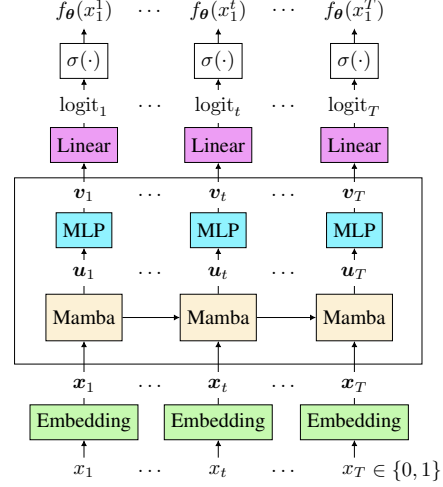 f_θ(x_1^1) ⋯ f_θ(x_1^t) ⋯ f_θ(x_1^T)
σ(·) σ(·) σ(·)
logit_1 ⋯ logit_t ⋯ logit_T
Linear Linear Linear
v_1 ⋯ v_t ⋯ v_T
MLP MLP MLP
u_1 ⋯ u_t ⋯ u_T
Mamba Mamba Mamba
x_1 ⋯ x_t ⋯ x_T
Embedding Embedding Embedding
x_1 ⋯ x_t ⋯ x_T ∈ {0, 1}